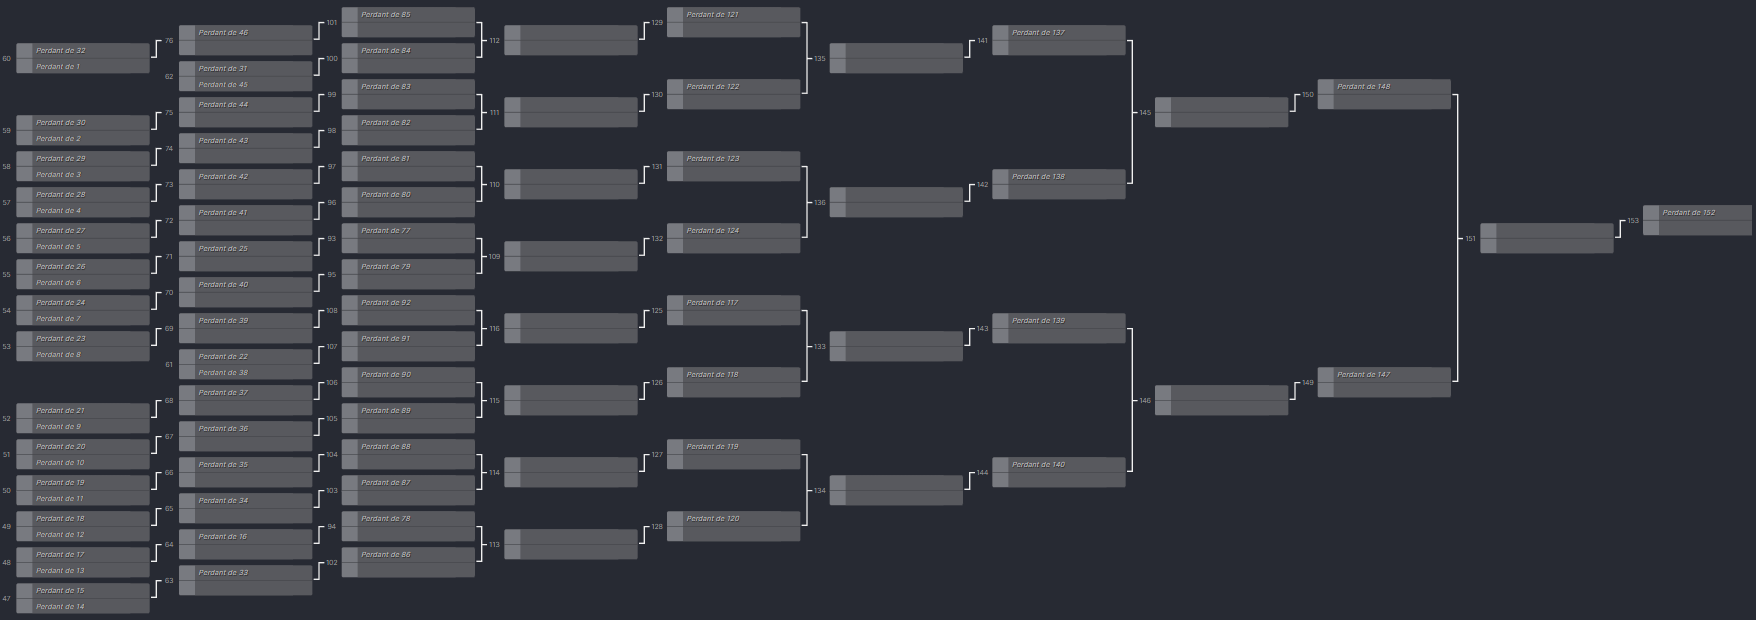 60
Perdant de 32
Perdant de 1
59
Perdant de 30
Perdant de 2
58
Perdant de 29
Perdant de 3
57
Perdant de 28
Perdant de 4
56
Perdant de 27
Perdant de 5
55
Perdant de 26
Perdant de 6
54
Perdant de 24
Perdant de 7
53
Perdant de 23
Perdant de 8
52
Perdant de 21
Perdant de 9
51
Perdant de 20
Perdant de 10
50
Perdant de 19
Perdant de 11
49
Perdant de 18
Perdant de 12
48
Perdant de 17
Perdant de 13
47
Perdant de 15
Perdant de 14
76
Perdant de 46
62
Perdant de 31
Perdant de 45
75
Perdant de 44
74
Perdant de 43
73
Perdant de 42
72
Perdant de 41
71
Perdant de 25
70
Perdant de 40
69
Perdant de 39
61
Perdant de 22
Perdant de 38
68
Perdant de 37
67
Perdant de 36
66
Perdant de 35
65
Perdant de 34
64
Perdant de 16
63
Perdant de 33
101
Perdant de 85
100
Perdant de 84
99
Perdant de 83
98
Perdant de 82
97
Perdant de 81
96
Perdant de 80
93
Perdant de 77
95
Perdant de 79
108
Perdant de 92
107
Perdant de 91
106
Perdant de 90
105
Perdant de 89
104
Perdant de 88
103
Perdant de 87
94
Perdant de 78
102
Perdant de 86
112
111
110
109
116
115
114
113
129
Perdant de 121
130
Perdant de 122
131
Perdant de 123
132
Perdant de 124
125
Perdant de 117
126
Perdant de 118
127
Perdant de 119
128
Perdant de 120
135
136
133
134
141
Perdant de 137
142
Perdant de 138
143
Perdant de 139
144
Perdant de 140
145
146
150
Perdant de 148
149
Perdant de 147
151
153
Perdant de 152